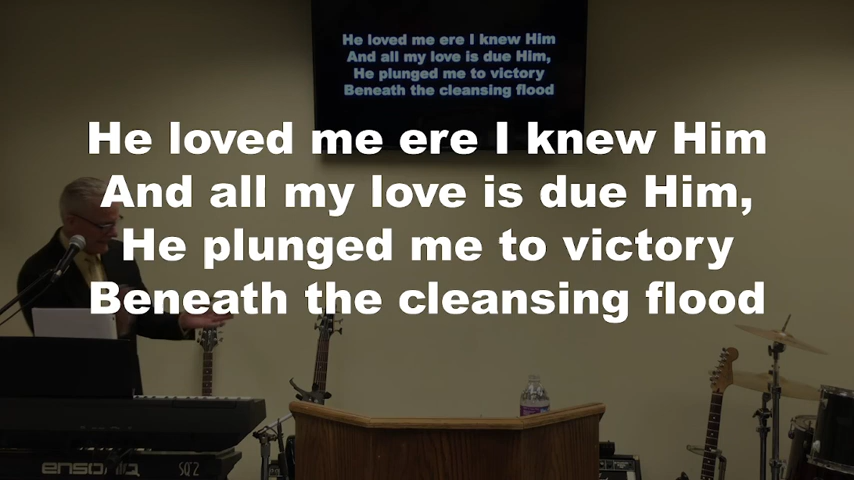 He loved me ere I knew Him
And all my love is due Him,
He plunged me to victory
Beneath the cleansing flood
He loved me ere I knew Him
And all my love is due Him,
He plunged me to victory
Beneath the cleansing flood
ensoniq SQ2